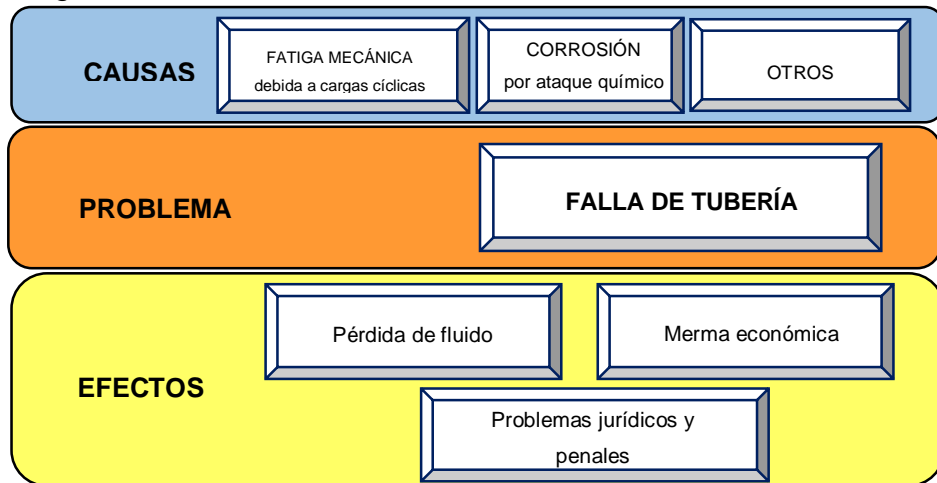 CAUSAS
FATIGA MECÁNICA
debida a cargas cíclicas
CORROSIÓN
por ataque químico
OTROS
PROBLEMA
FALLA DE TUBERÍA
EFECTOS
Pérdida de fluido
Merma económica
Problemas jurídicos y
penales